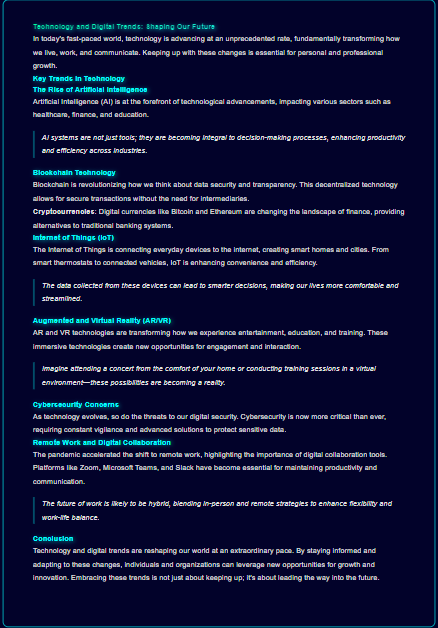 Technology and Digital Trends: Shaping Our Future
In today's fast-paced world, technology is advancing at an unprecedented rate, fundamentally transforming how
we live, work, and communicate. Keeping up with these changes is essential for personal and professional
growth.
Key Trends in Technology
The Rise of Artificial Intelligence
Artificial Intelligence (AI) is at the forefront of technological advancements, impacting various sectors such as
healthcare, finance, and education.
AI systems are not just tools; they are becoming integral to decision-making processes, enhancing productivity
and efficiency across industries.
Blockchain Technology
Blockchain is revolutionizing how we think about data security and transparency. This decentralized technology
allows for secure transactions without the need for intermediaries.
Cryptocurrencies: Digital currencies like Bitcoin and Ethereum are changing the landscape of finance, providing
alternatives to traditional banking systems.
Internet of Things (IoT)
The Internet of Things is connecting everyday devices to the internet, creating smart homes and cities. From
smart thermostats to connected vehicles, IoT is enhancing convenience and efficiency.
The data collected from these devices can lead to smarter decisions, making our lives more comfortable and
streamlined.
Augmented and Virtual Reality (AR/VR)
AR and VR technologies are transforming how we experience entertainment, education, and training. These
immersive technologies create new opportunities for engagement and interaction.
Imagine attending a concert from the comfort of your home or conducting training sessions in a virtual
environment—these possibilities are becoming a reality.
Cybersecurity Concerns
As technology evolves, so do the threats to our digital security. Cybersecurity is now more critical than ever,
requiring constant vigilance and advanced solutions to protect sensitive data.
Remote Work and Digital Collaboration
The pandemic accelerated the shift to remote work, highlighting the importance of digital collaboration tools.
Platforms like Zoom, Microsoft Teams, and Slack have become essential for maintaining productivity and
communication.
The future of work is likely to be hybrid, blending in-person and remote strategies to enhance flexibility and
work-life balance.
Conclusion
Technology and digital trends are reshaping our world at an extraordinary pace. By staying informed and
adapting to these changes, individuals and organizations can leverage new opportunities for growth and
innovation. Embracing these trends is not just about keeping up; it's about leading the way into the future.